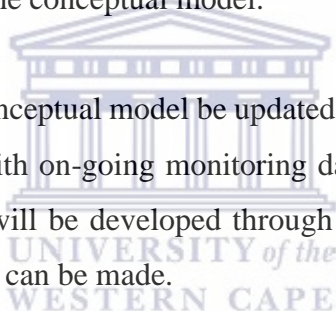 e conceptual model.
nceptual model be updated
ith on-going monitoring da
will be developed through
UNIVERSITY of the
can be made.
WESTERN CAPE